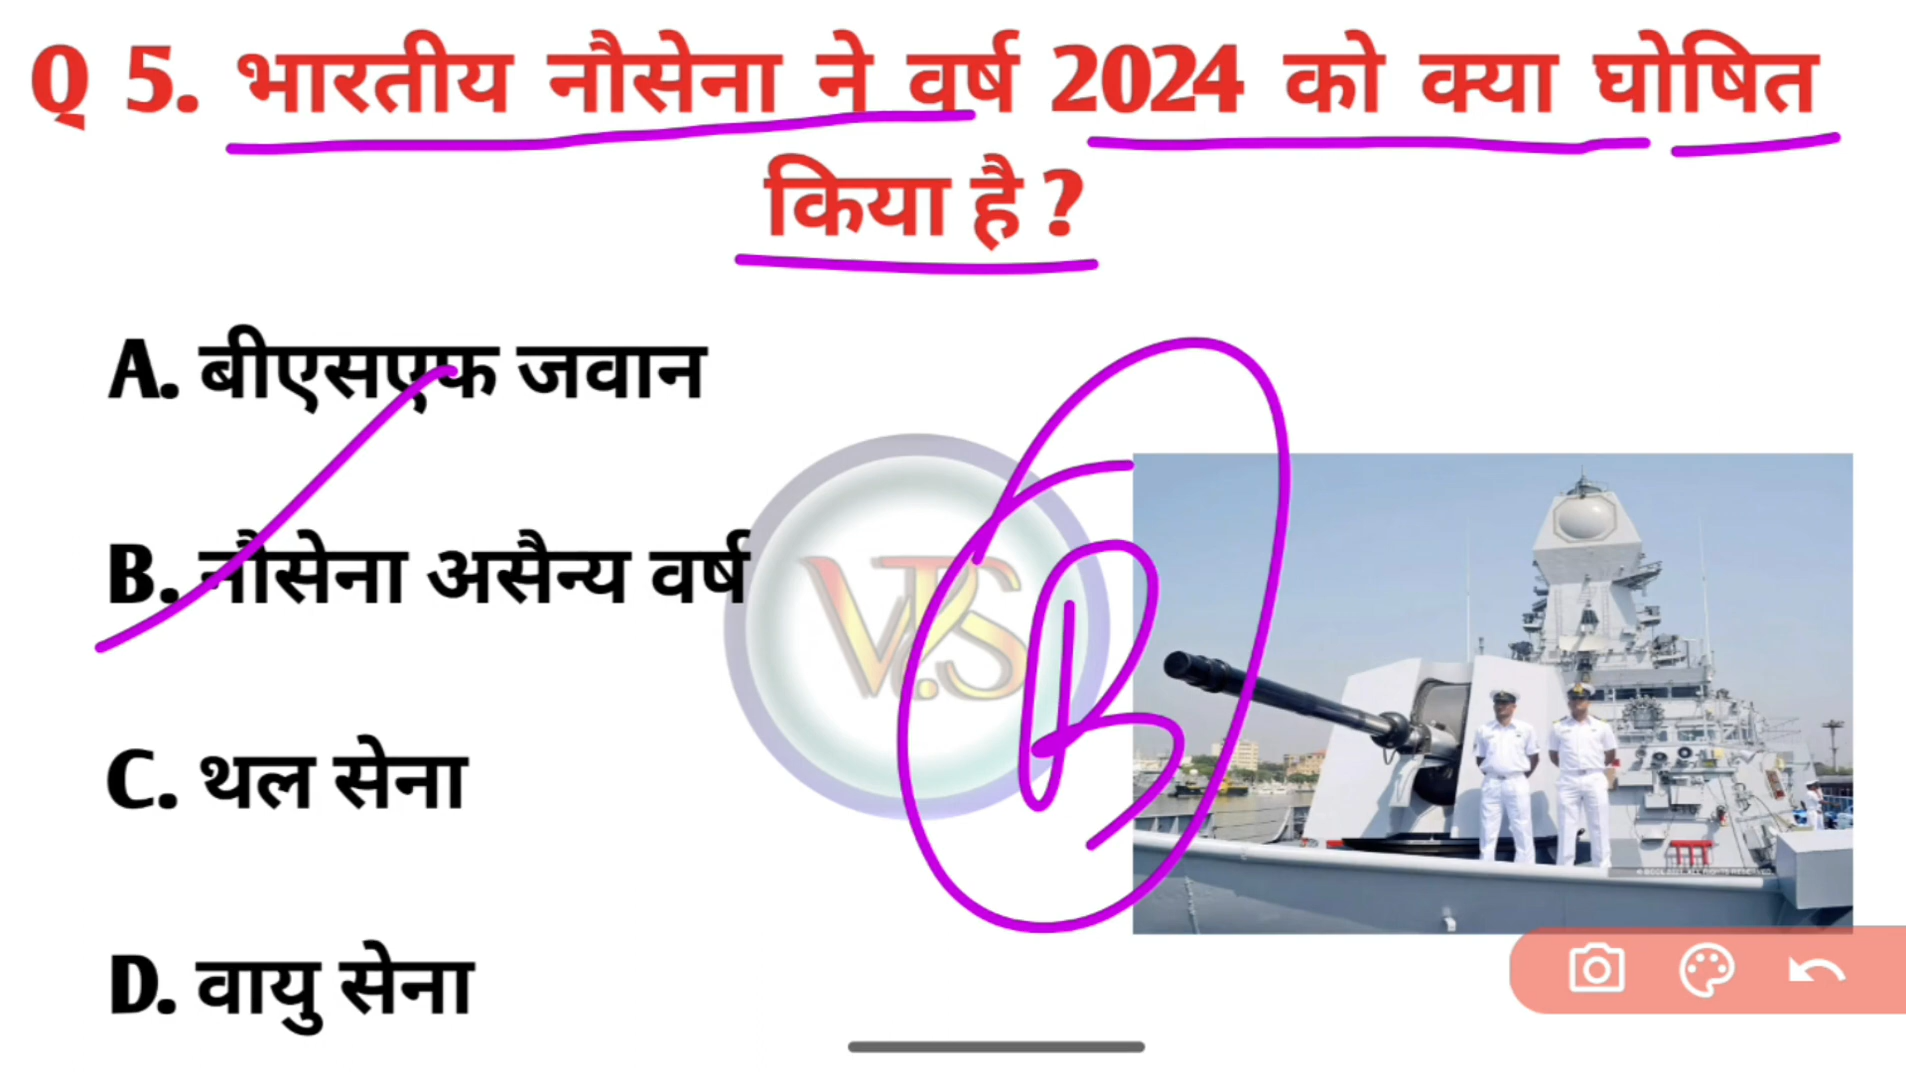 Q 5. भारतीय नौसेना ने वर्ष 2024 को क्या घोषित
किया है ?
A. बीएसएफ जवान
B. नौसेना असैन्य वर्ष
C. थल सेना
D. वायु सेना
V.P.S
B